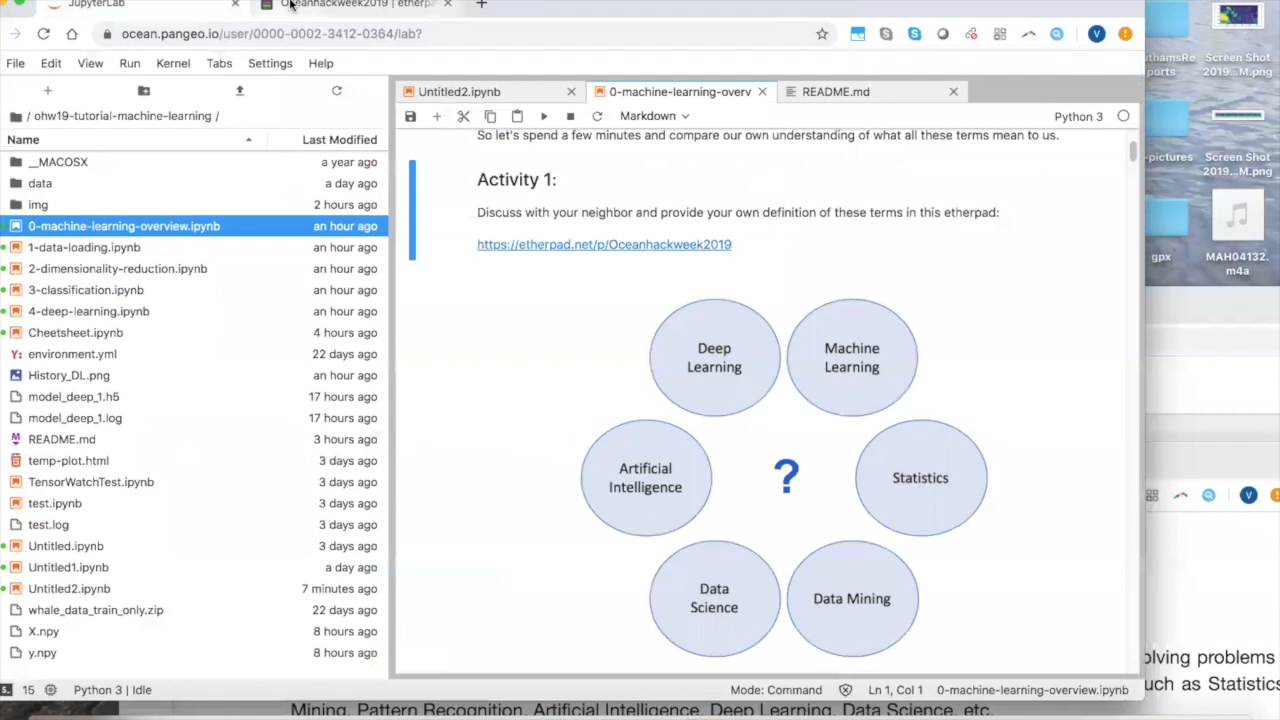 JupyterLab
Oceanhackweek2019 | etherp
ocean.pangeo.io/user/0000-0002-3412-0364/lab?
V
File Edit View Run Kernel Tabs Settings Help
Untitled2.ipynb
0-machine-learning-overv
README.md
Markdown
Python 3
/ ohw19-tutorial-machine-learning /
Name Last Modified
__MACOSX a year ago
data a day ago
img 2 hours ago
0-machine-learning-overview.ipynb an hour ago
1-data-loading.ipynb an hour ago
2-dimensionality-reduction.ipynb an hour ago
3-classification.ipynb an hour ago
4-deep-learning.ipynb an hour ago
Cheetsheet.ipynb 4 hours ago
environment.yml 22 days ago
History_DL.png an hour ago
model_deep_1.h5 17 hours ago
model_deep_1.log 17 hours ago
README.md 3 hours ago
temp-plot.html 3 days ago
TensorWatchTest.ipynb 3 days ago
test.ipynb 3 days ago
test.log 3 days ago
Untitled.ipynb 3 days ago
Untitled1.ipynb a day ago
Untitled2.ipynb 7 minutes ago
whale_data_train_only.zip 22 days ago
X.npy 8 hours ago
y.npy 8 hours ago
So let's spend a few minutes and compare our own understanding of what all these terms mean to us.
Activity 1:
Discuss with your neighbor and provide your own definition of these terms in this etherpad:
https://etherpad.net/p/Oceanhackweek2019
Deep
Learning
Machine
Learning
Artificial
Intelligence
?
Statistics
Data
Science
Data Mining
15 Python 3 | Idle
Mode: Command Ln 1, Col 1 0-machine-learning-overview.ipynb
thamsRe
ports
Screen Shot
2019...M.png
-pictures
Screen Shot
2019...M.png
gpx
MAH04132.
m4a
V
olving problems
uch as Statistics
Mining, Pattern Recognition, Artificial Intelligence, Deep Learning, Data Science, etc.